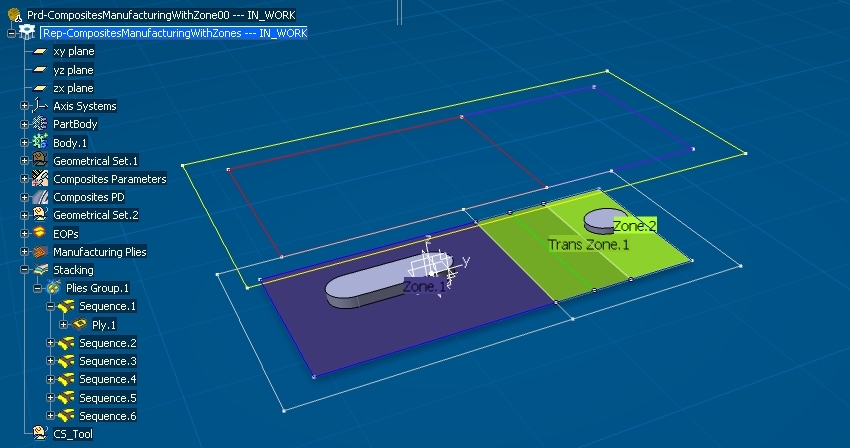 Prd-CompositesManufacturingWithZone00 --- IN_WORK
Rep-CompositesManufacturingWithZones --- IN_WORK
xy plane
yz plane
zx plane
Axis Systems
PartBody
Body.1
Geometrical Set.1
Composites Parameters
Composites PD
Geometrical Set.2
EOPs
Manufacturing Plies
Stacking
Plies Group.1
Sequence.1
Ply.1
Sequence.2
Sequence.3
Sequence.4
Sequence.5
Sequence.6
CS_Tool
Zone.2
Trans Zone.1
z
y
Zone.1